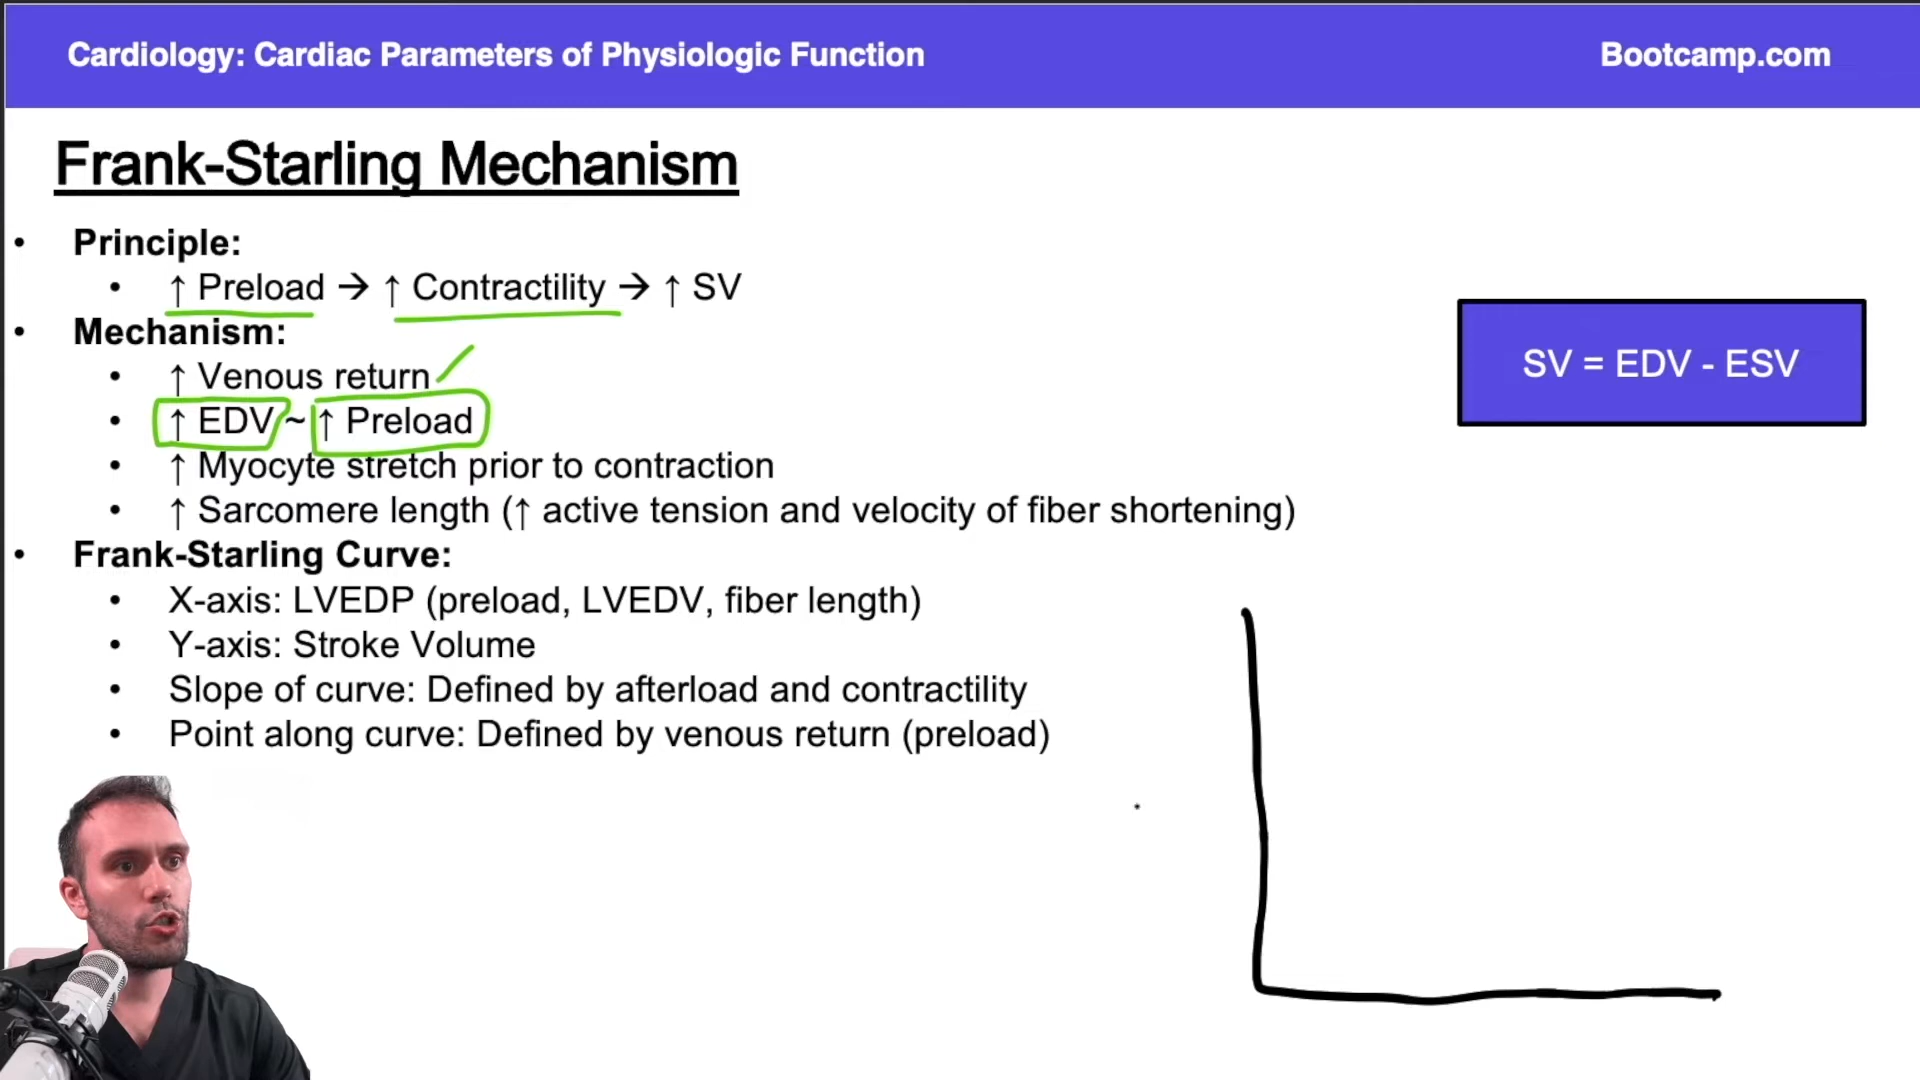 Cardiology: Cardiac Parameters of Physiologic Function
Bootcamp.com
Frank-Starling Mechanism
• Principle:
• ↑ Preload → ↑ Contractility → ↑ SV
• Mechanism:
• ↑ Venous return
• ↑ EDV ~ ↑ Preload
• ↑ Myocyte stretch prior to contraction
• ↑ Sarcomere length (↑ active tension and velocity of fiber shortening)
• Frank-Starling Curve:
• X-axis: LVEDP (preload, LVEDV, fiber length)
• Y-axis: Stroke Volume
• Slope of curve: Defined by afterload and contractility
• Point along curve: Defined by venous return (preload)
SV = EDV - ESV